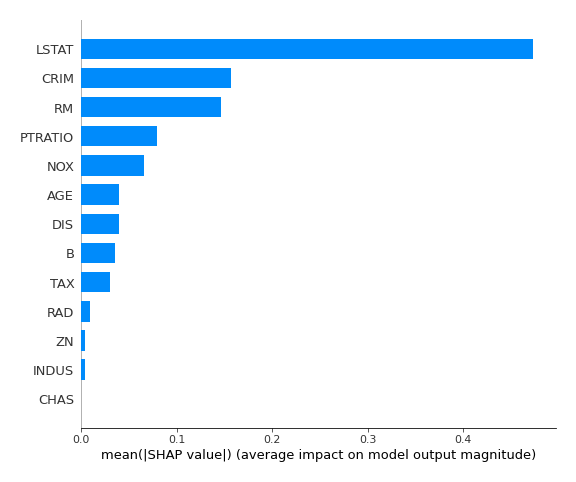 LSTAT
CRIM
RM
PTRATIO
NOX
AGE
DIS
B
TAX
RAD
ZN
INDUS
CHAS
0.0 0.1 0.2 0.3 0.4
mean(|SHAP value|) (average impact on model output magnitude)